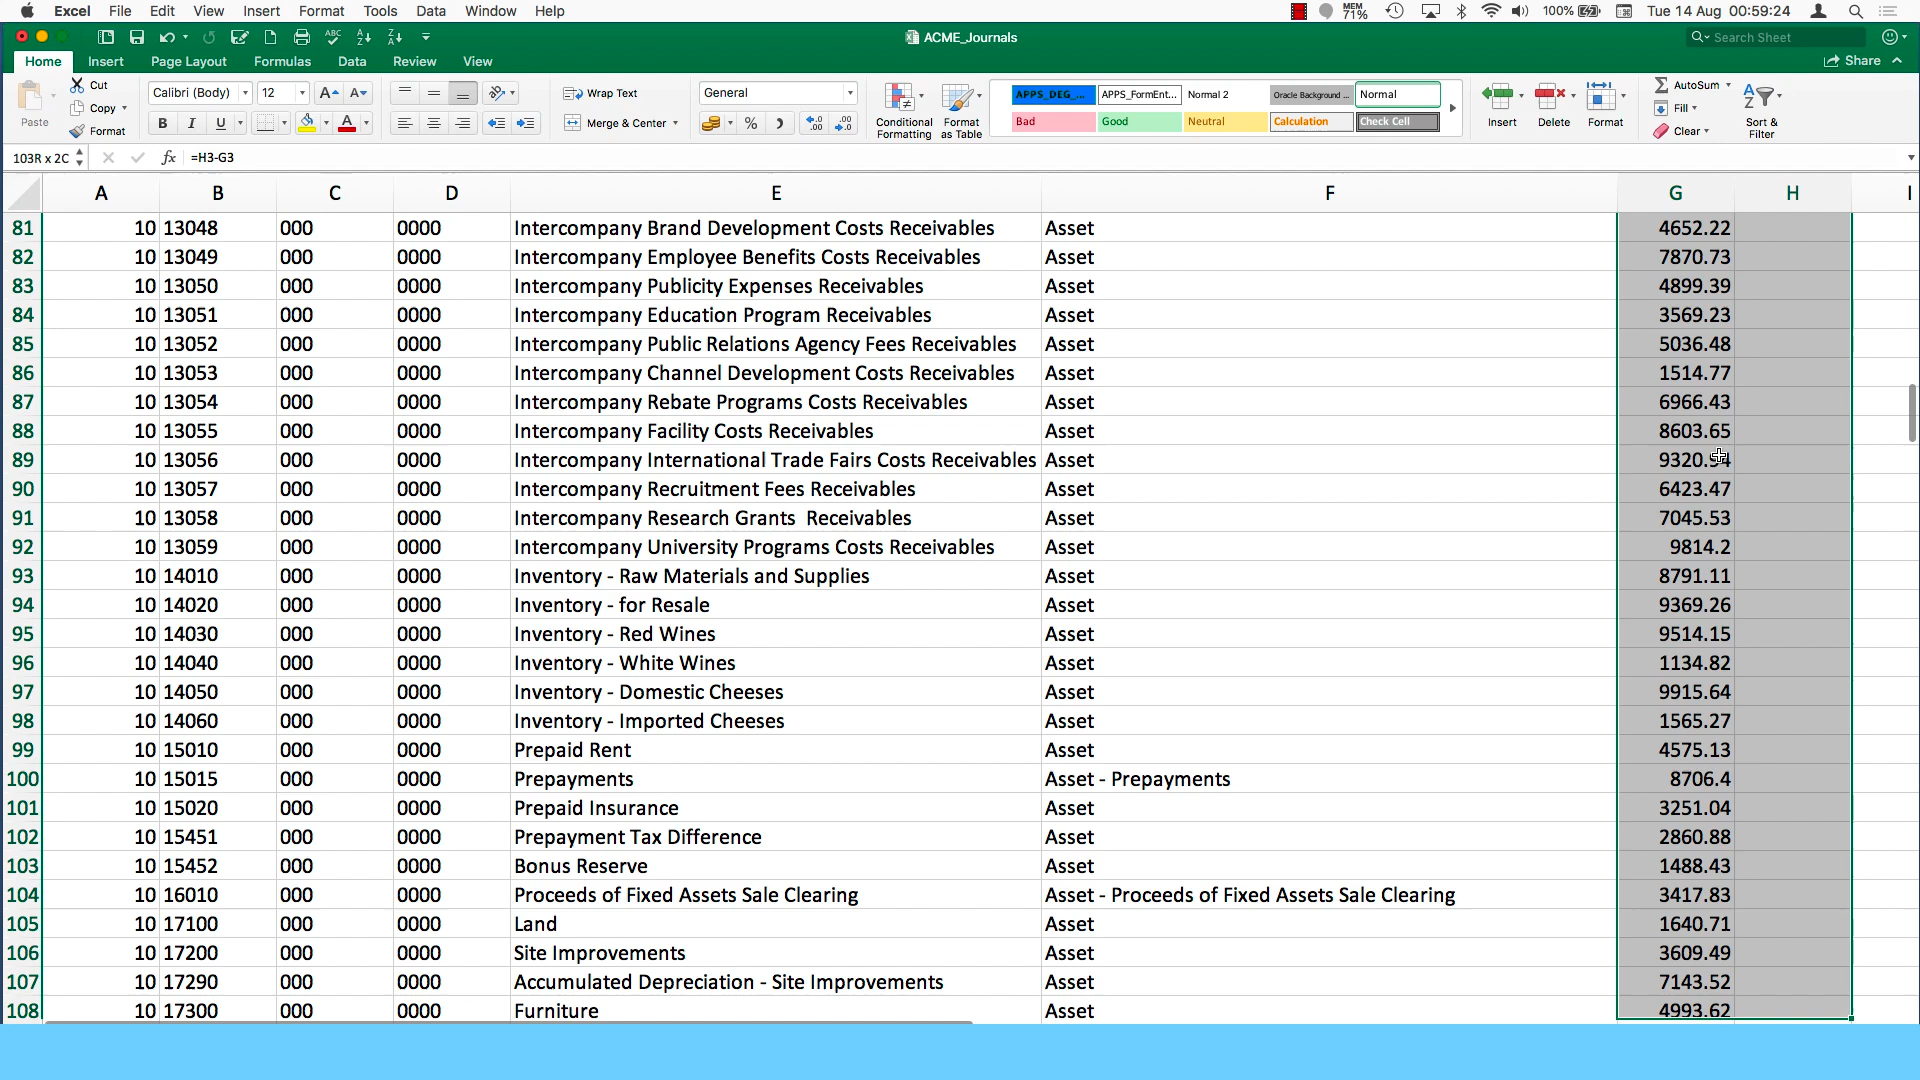 Excel File Edit View Insert Format Tools Data Window Help MEM 71% 100% Tue 14 Aug 00:59:24
ACME_Journals Search Sheet
Home Insert Page Layout Formulas Data Review View Share
Paste Cut Copy Format
Calibri (Body) 12 Wrap Text General
B I U Merge & Center %
Conditional Formatting Format as Table
APPS_DEG_... APPS_FormEnt... Normal 2 Oracle Background ... Normal
Bad Good Neutral Calculation Check Cell
Insert Delete Format AutoSum Fill Clear Sort & Filter
103R x 2C fx =H3-G3
A B C D E F G H I
81 10 13048 000 0000 Intercompany Brand Development Costs Receivables Asset 4652.22
82 10 13049 000 0000 Intercompany Employee Benefits Costs Receivables Asset 7870.73
83 10 13050 000 0000 Intercompany Publicity Expenses Receivables Asset 4899.39
84 10 13051 000 0000 Intercompany Education Program Receivables Asset 3569.23
85 10 13052 000 0000 Intercompany Public Relations Agency Fees Receivables Asset 5036.48
86 10 13053 000 0000 Intercompany Channel Development Costs Receivables Asset 1514.77
87 10 13054 000 0000 Intercompany Rebate Programs Costs Receivables Asset 6966.43
88 10 13055 000 0000 Intercompany Facility Costs Receivables Asset 8603.65
89 10 13056 000 0000 Intercompany International Trade Fairs Costs Receivables Asset
90 10 13057 000 0000 Intercompany Recruitment Fees Receivables Asset 6423.47
91 10 13058 000 0000 Intercompany Research Grants Receivables Asset 7045.53
92 10 13059 000 0000 Intercompany University Programs Costs Receivables Asset 9814.2
93 10 14010 000 0000 Inventory - Raw Materials and Supplies Asset 8791.11
94 10 14020 000 0000 Inventory - for Resale Asset 9369.26
95 10 14030 000 0000 Inventory - Red Wines Asset 9514.15
96 10 14040 000 0000 Inventory - White Wines Asset 1134.82
97 10 14050 000 0000 Inventory - Domestic Cheeses Asset 9915.64
98 10 14060 000 0000 Inventory - Imported Cheeses Asset 1565.27
99 10 15010 000 0000 Prepaid Rent Asset 4575.13
100 10 15015 000 0000 Prepayments Asset - Prepayments 8706.4
101 10 15020 000 0000 Prepaid Insurance Asset 3251.04
102 10 15451 000 0000 Prepayment Tax Difference Asset 2860.88
103 10 15452 000 0000 Bonus Reserve Asset 1488.43
104 10 16010 000 0000 Proceeds of Fixed Assets Sale Clearing Asset - Proceeds of Fixed Assets Sale Clearing 3417.83
105 10 17100 000 0000 Land Asset 1640.71
106 10 17200 000 0000 Site Improvements Asset 3609.49
107 10 17290 000 0000 Accumulated Depreciation - Site Improvements Asset 7143.52
108 10 17300 000 0000 Furniture Asset 4993.62